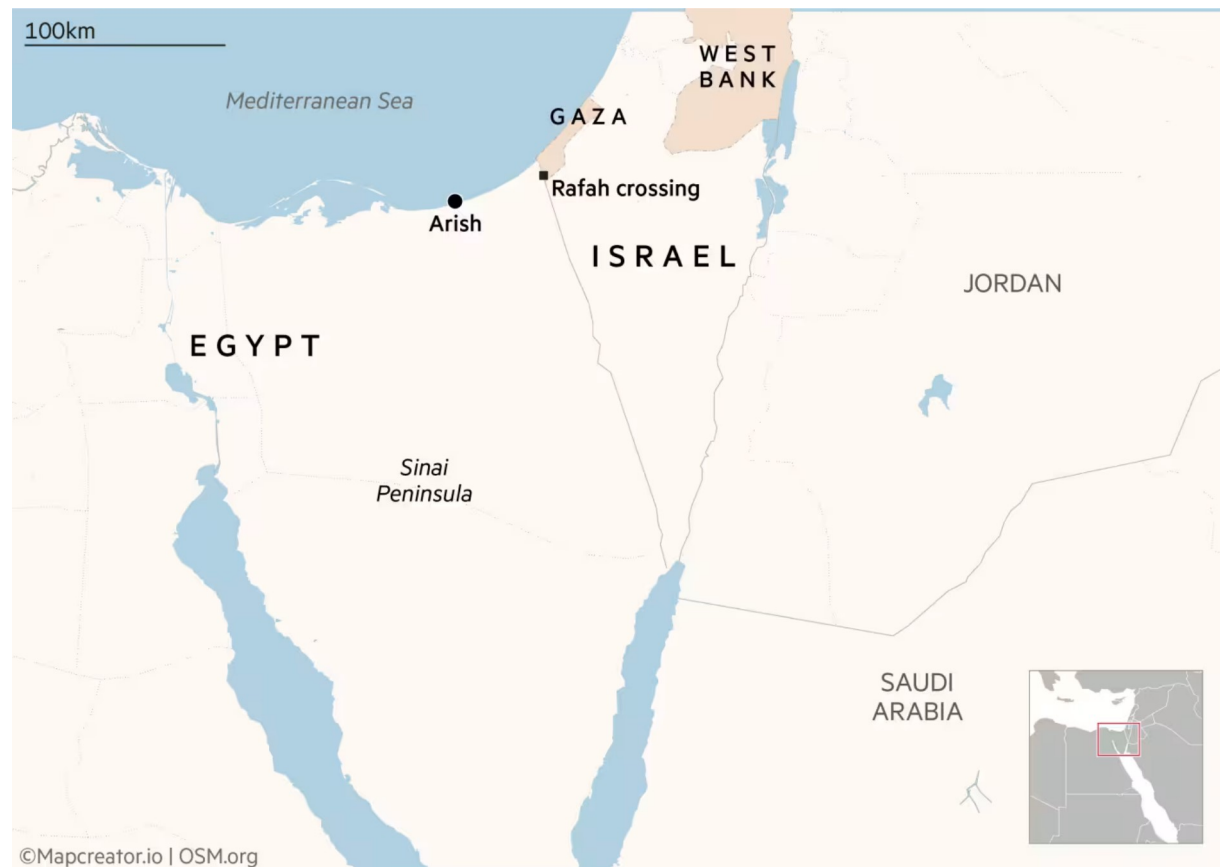 100km
Mediterranean Sea
WEST
BANK
GAZA
Rafah crossing
Arish
ISRAEL
JORDAN
EGYPT
Sinai
Peninsula
SAUDI
ARABIA
©Mapcreator.io | OSM.org